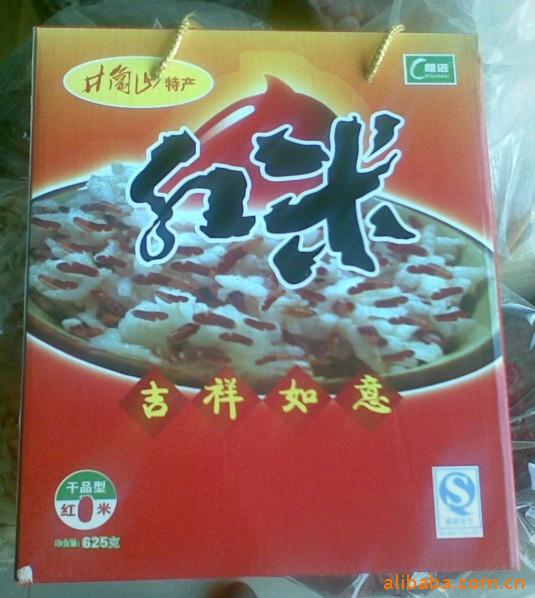 井岡山特产
红米
吉祥如意
干品型
红米
净含量:625克
alibaba.com.cn